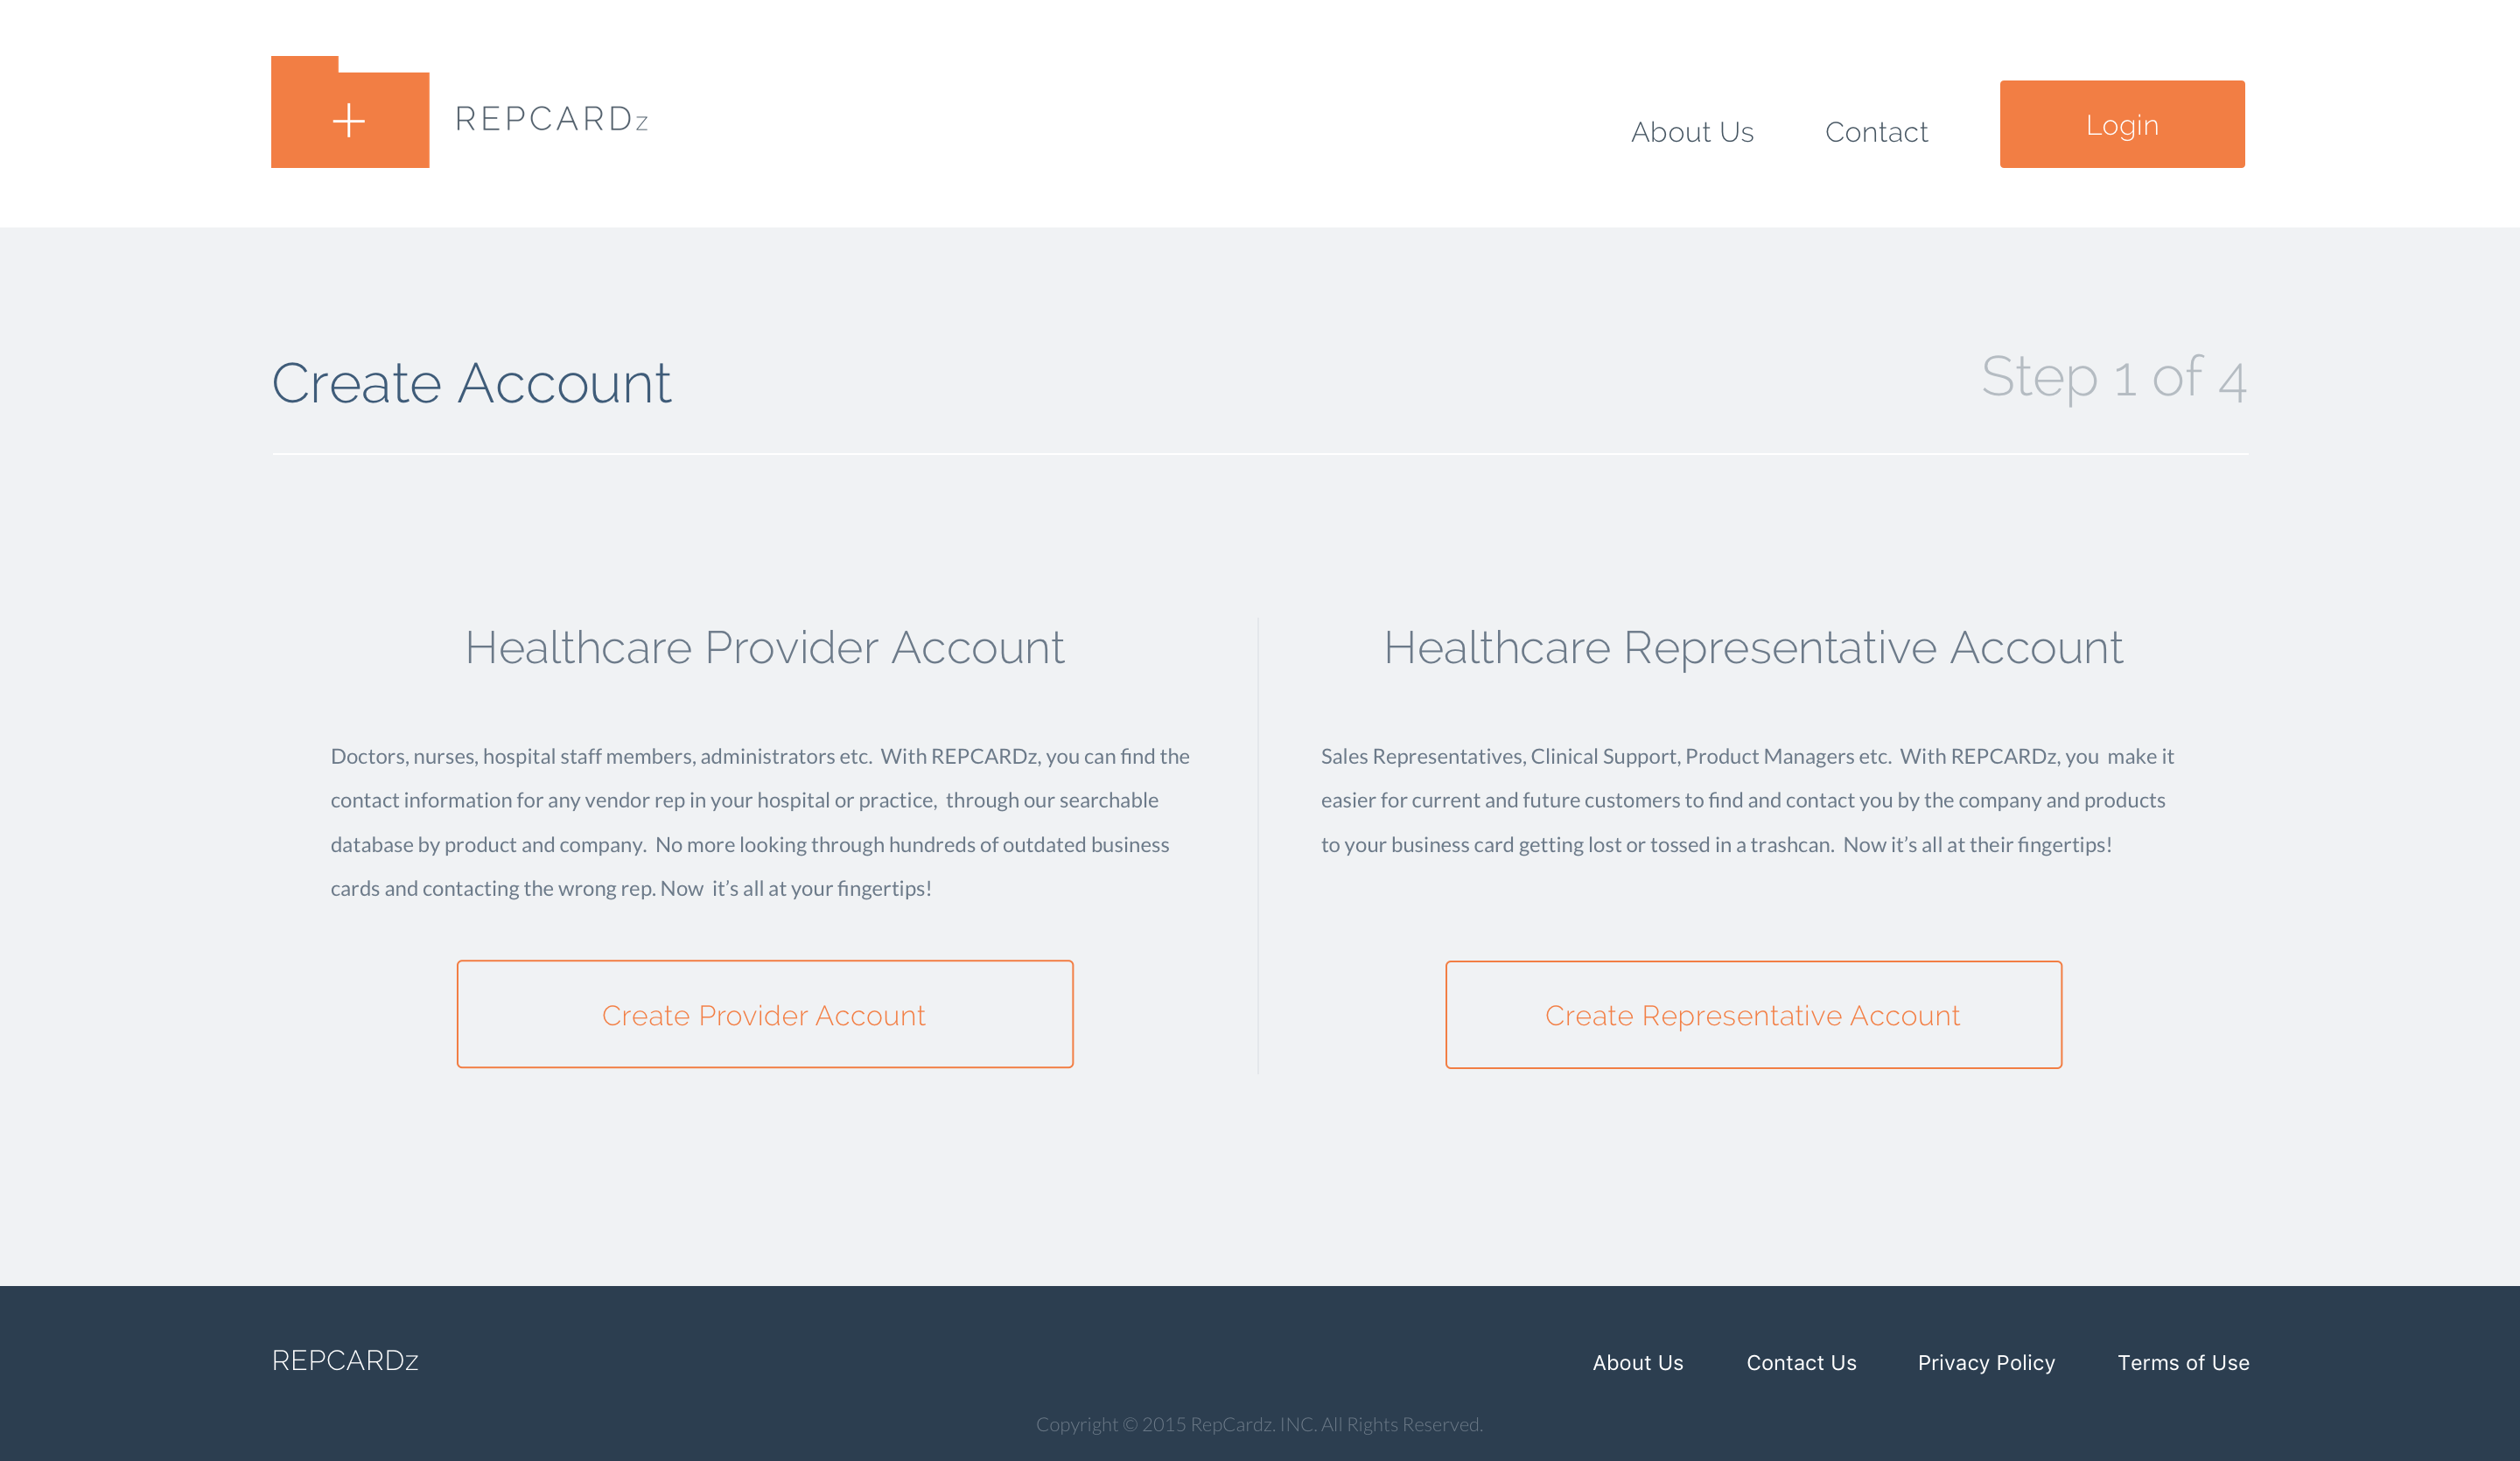 REPCARDz
About Us
Contact
Login
Create Account
Step 1 of 4
Healthcare Provider Account
Doctors, nurses, hospital staff members, administrators etc.  With REPCARDz, you can find the
contact information for any vendor rep in your hospital or practice,  through our searchable
database by product and company.  No more looking through hundreds of outdated business
cards and contacting the wrong rep. Now  it’s all at your fingertips!
Create Provider Account
Healthcare Representative Account
Sales Representatives, Clinical Support, Product Managers etc.  With REPCARDz, you  make it
easier for current and future customers to find and contact you by the company and products
to your business card getting lost or tossed in a trashcan.  Now it’s all at their fingertips!
Create Representative Account
REPCARDz
About Us
Contact Us
Privacy Policy
Terms of Use
Copyright © 2015 RepCardz. INC. All Rights Reserved.